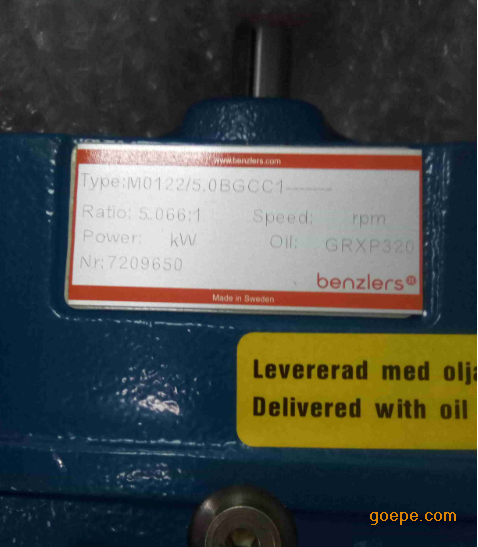 www.benzlers.com
Type:M0122/5.0BGCC1-----
Ratio: 5.066:1 Speed: rpm
Power: kW Oil: GRXP320
Nr:7209650
benzlers
Made in Sweden
Levererad med olja
Delivered with oil
goepe.com